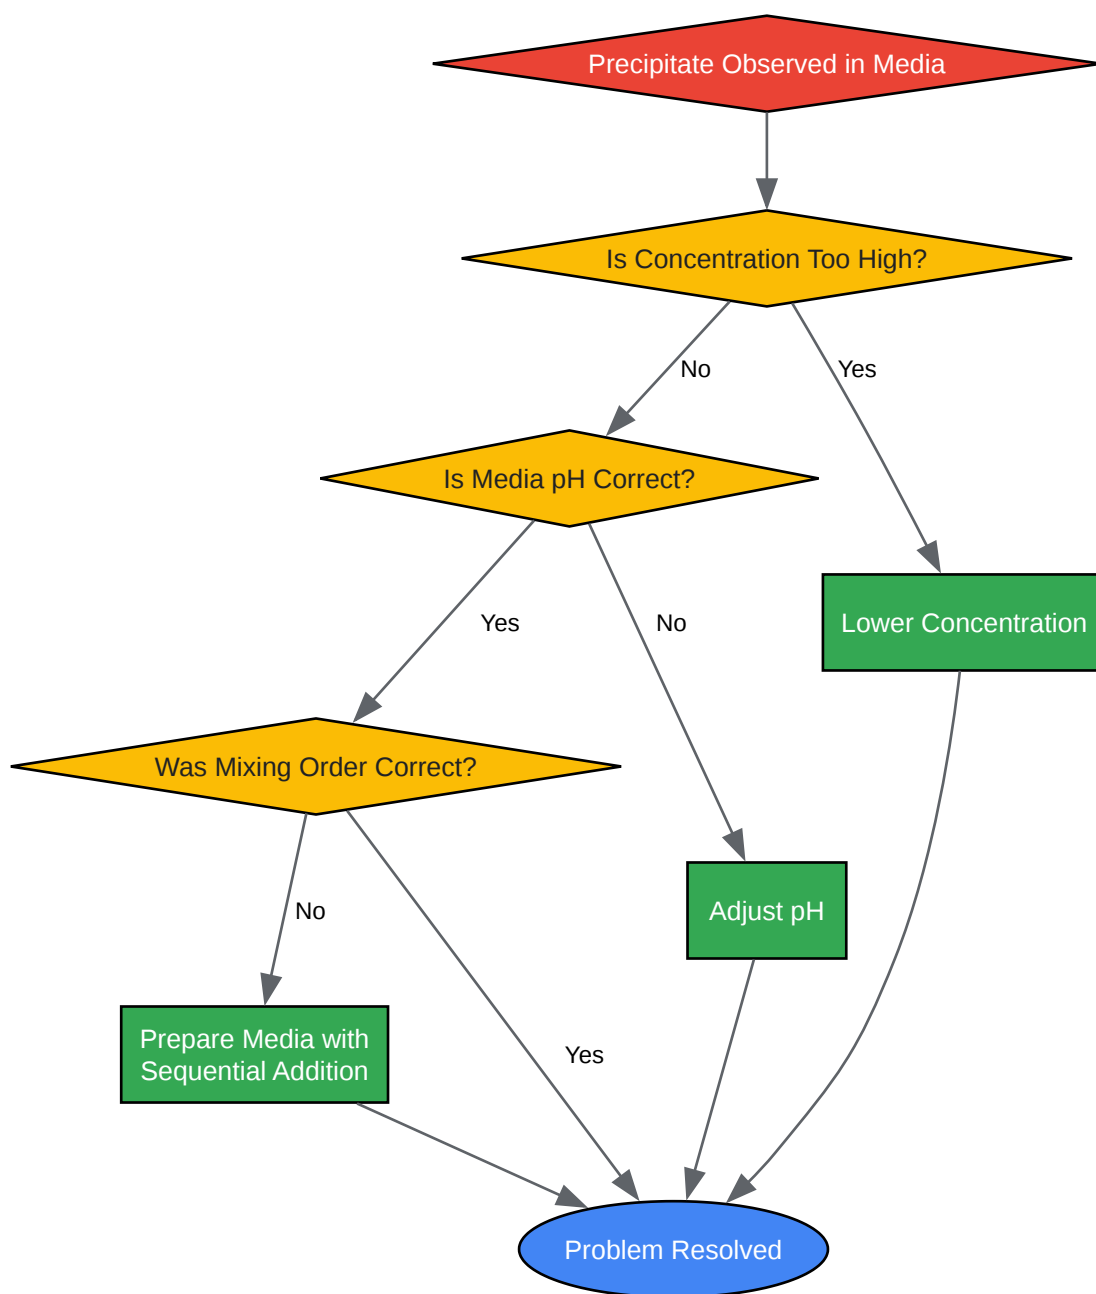 Precipitate Observed in Media
Is Concentration Too High?
No
Yes
Is Media pH Correct?
Yes
No
Lower Concentration
Was Mixing Order Correct?
No
Adjust pH
Prepare Media with
Sequential Addition
Yes
Problem Resolved